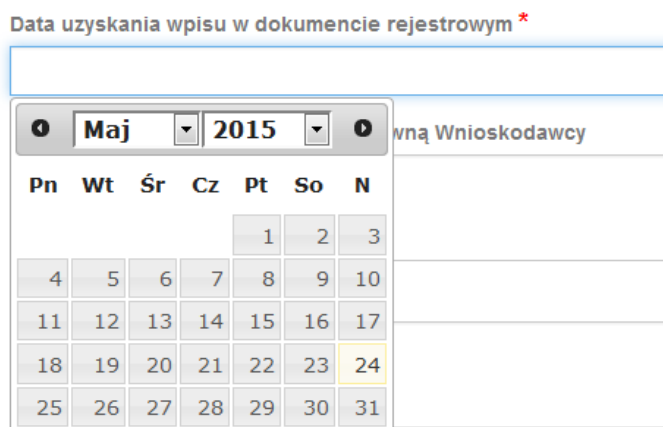 Data uzyskania wpisu w dokumencie rejestrowym *
Maj 2015
wną Wnioskodawcy
Pn Wt Śr Cz Pt So N
1 2 3
4 5 6 7 8 9 10
11 12 13 14 15 16 17
18 19 20 21 22 23 24
25 26 27 28 29 30 31